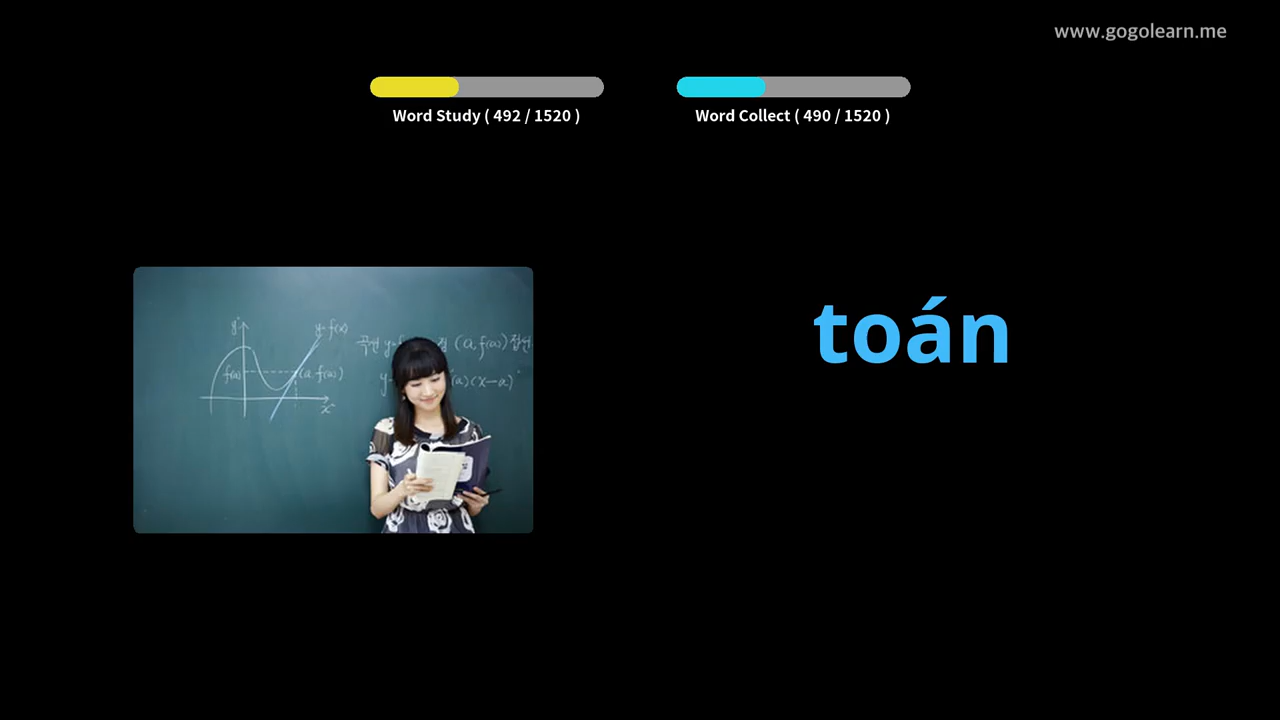 www.gogolearn.me
Word Study ( 492 / 1520 )
Word Collect ( 490 / 1520 )
toán
y
y=f(x)
f(a)
(a, f(a))
x
(a, f(a))
(x-a)